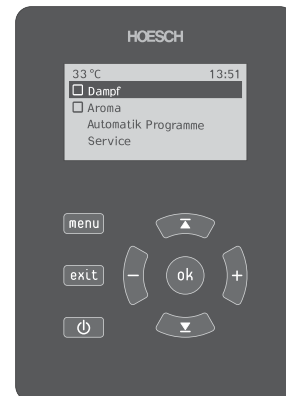 HOESCH
33 °C 13:51
Dampf
Aroma
Automatik Programme
Service
menu
exit
ok
- +